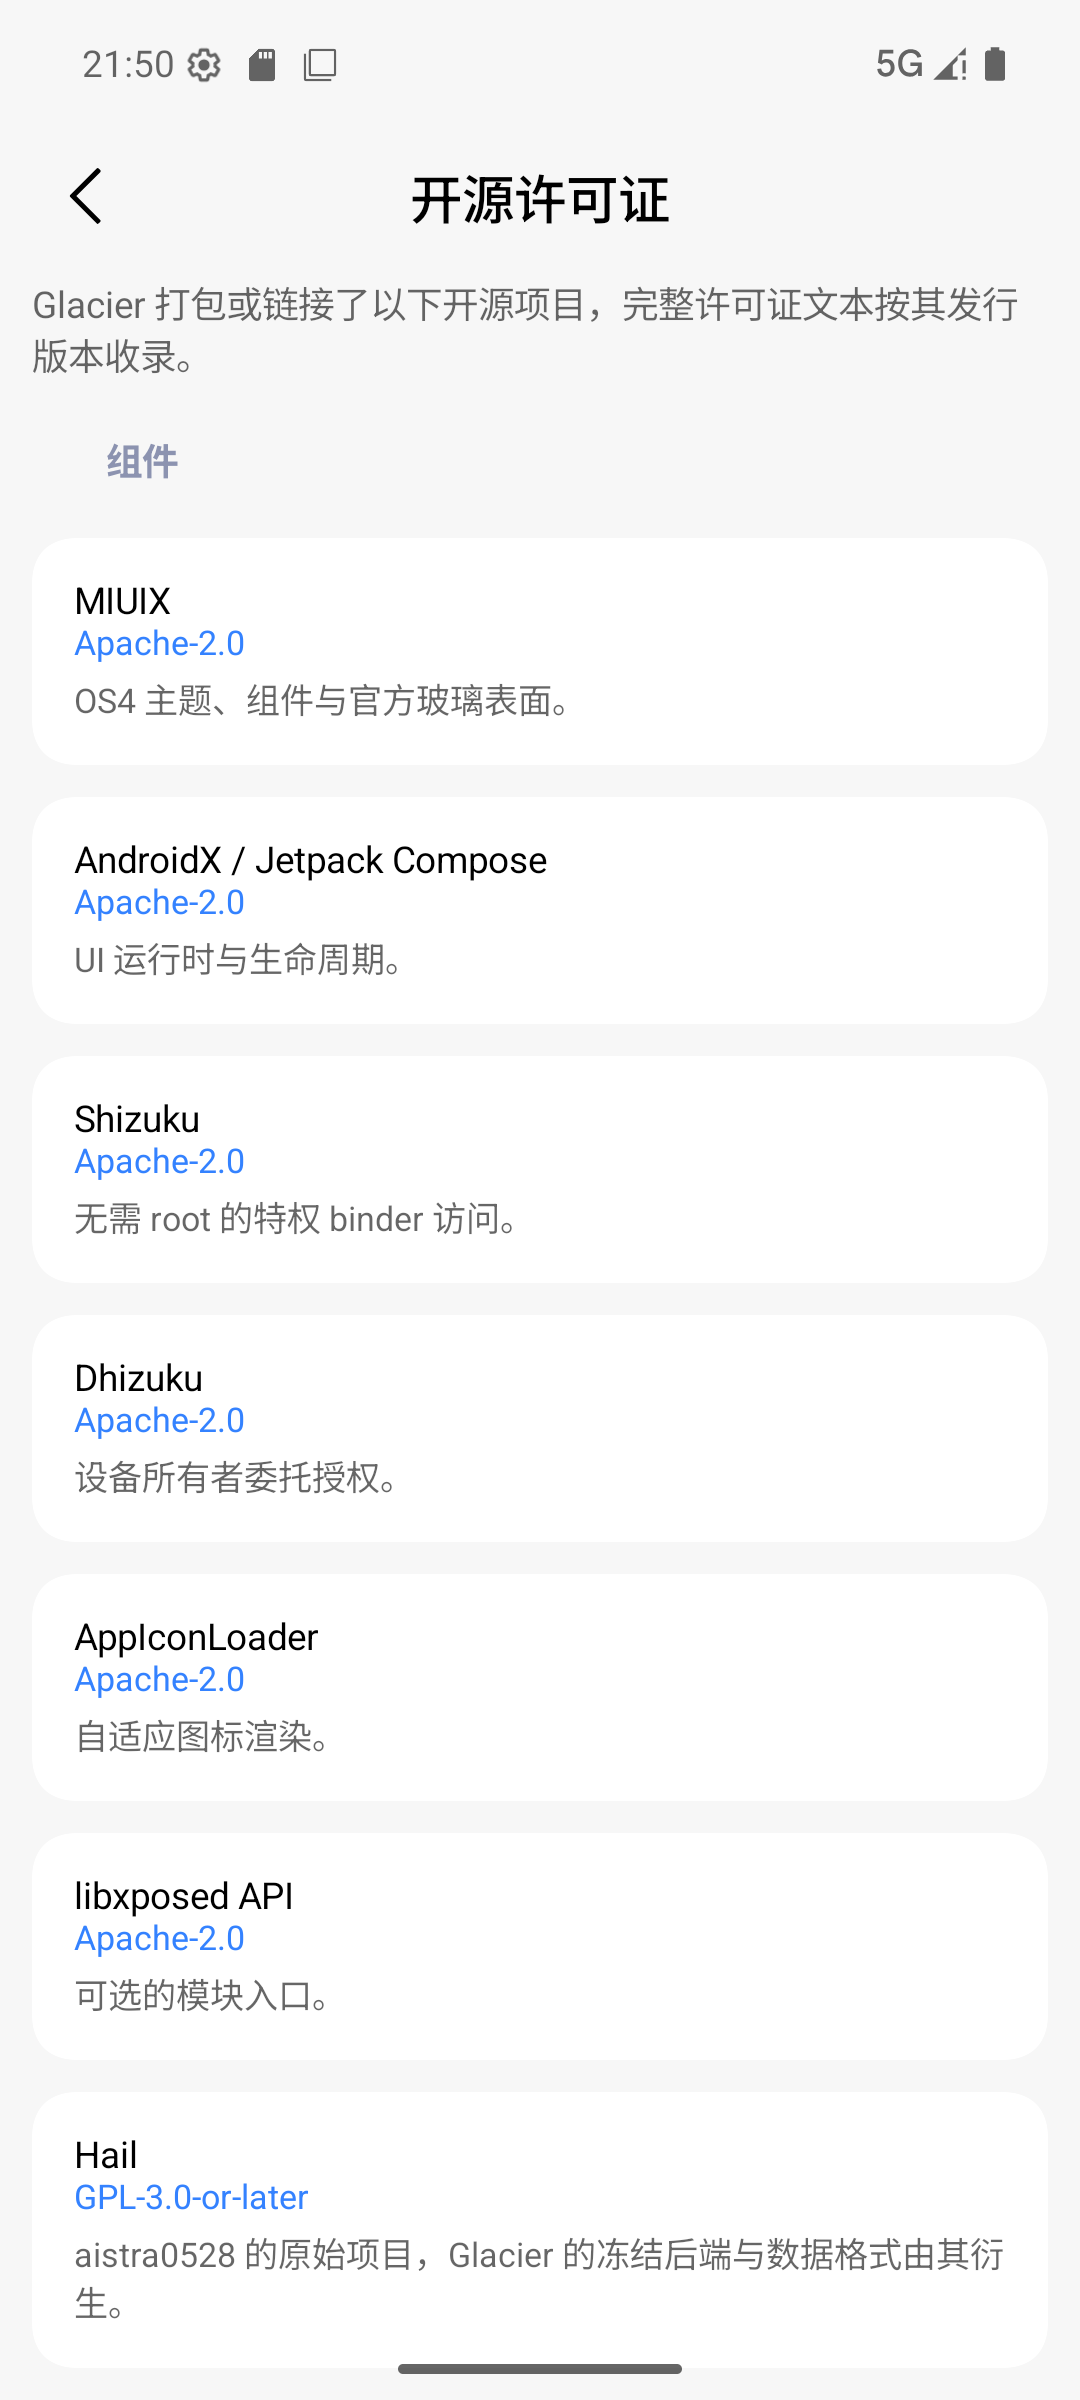 21:50
5G
开源许可证
Glacier 打包或链接了以下开源项目，完整许可证文本按其发行
版本收录。
组件
MIUIX
Apache-2.0
OS4 主题、组件与官方玻璃表面。
AndroidX / Jetpack Compose
Apache-2.0
UI 运行时与生命周期。
Shizuku
Apache-2.0
无需 root 的特权 binder 访问。
Dhizuku
Apache-2.0
设备所有者委托授权。
AppIconLoader
Apache-2.0
自适应图标渲染。
libxposed API
Apache-2.0
可选的模块入口。
Hail
GPL-3.0-or-later
aistra0528 的原始项目，Glacier 的冻结后端与数据格式由其衍
生。